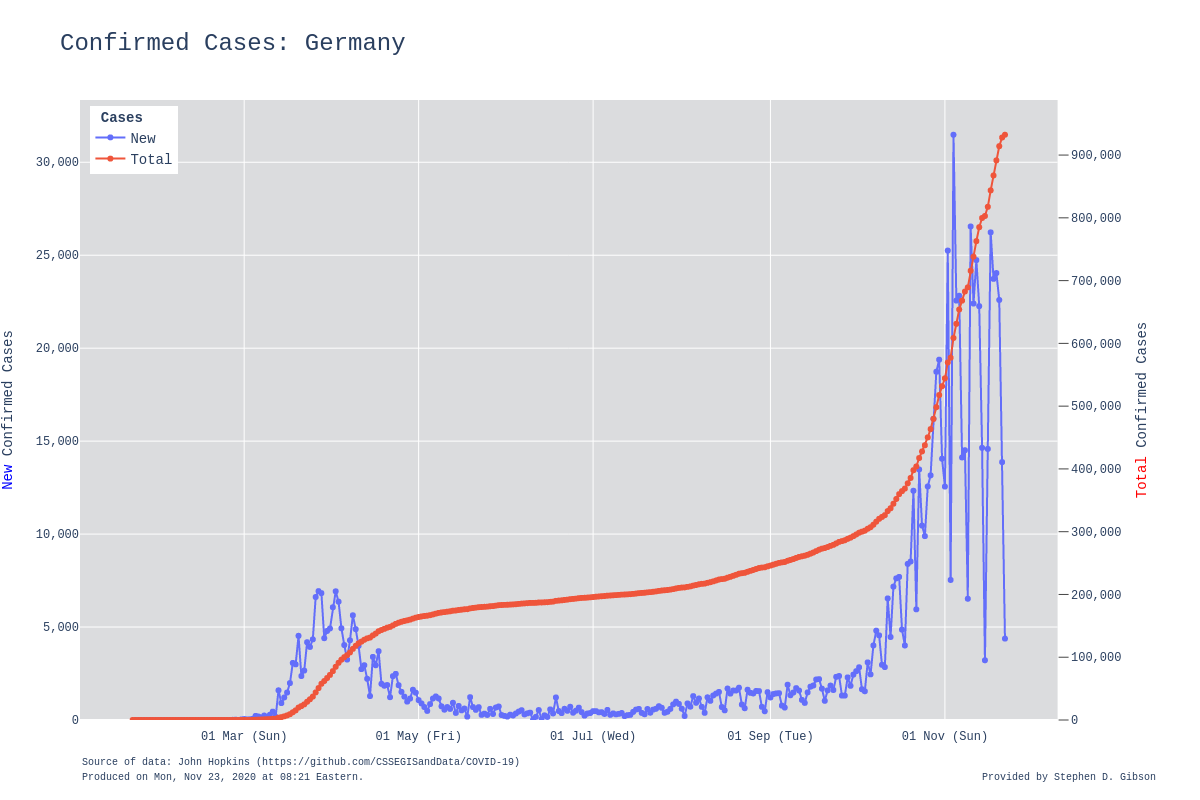 Confirmed Cases: Germany
Cases
New
Total
30,000
25,000
20,000
15,000
10,000
5,000
0
900,000
800,000
700,000
600,000
500,000
400,000
300,000
200,000
100,000
0
New Confirmed Cases
Total Confirmed Cases
01 Mar (Sun)
01 May (Fri)
01 Jul (Wed)
01 Sep (Tue)
01 Nov (Sun)
Source of data: John Hopkins (https://github.com/CSSEGISandData/COVID-19)
Produced on Mon, Nov 23, 2020 at 08:21 Eastern.
Provided by Stephen D. Gibson